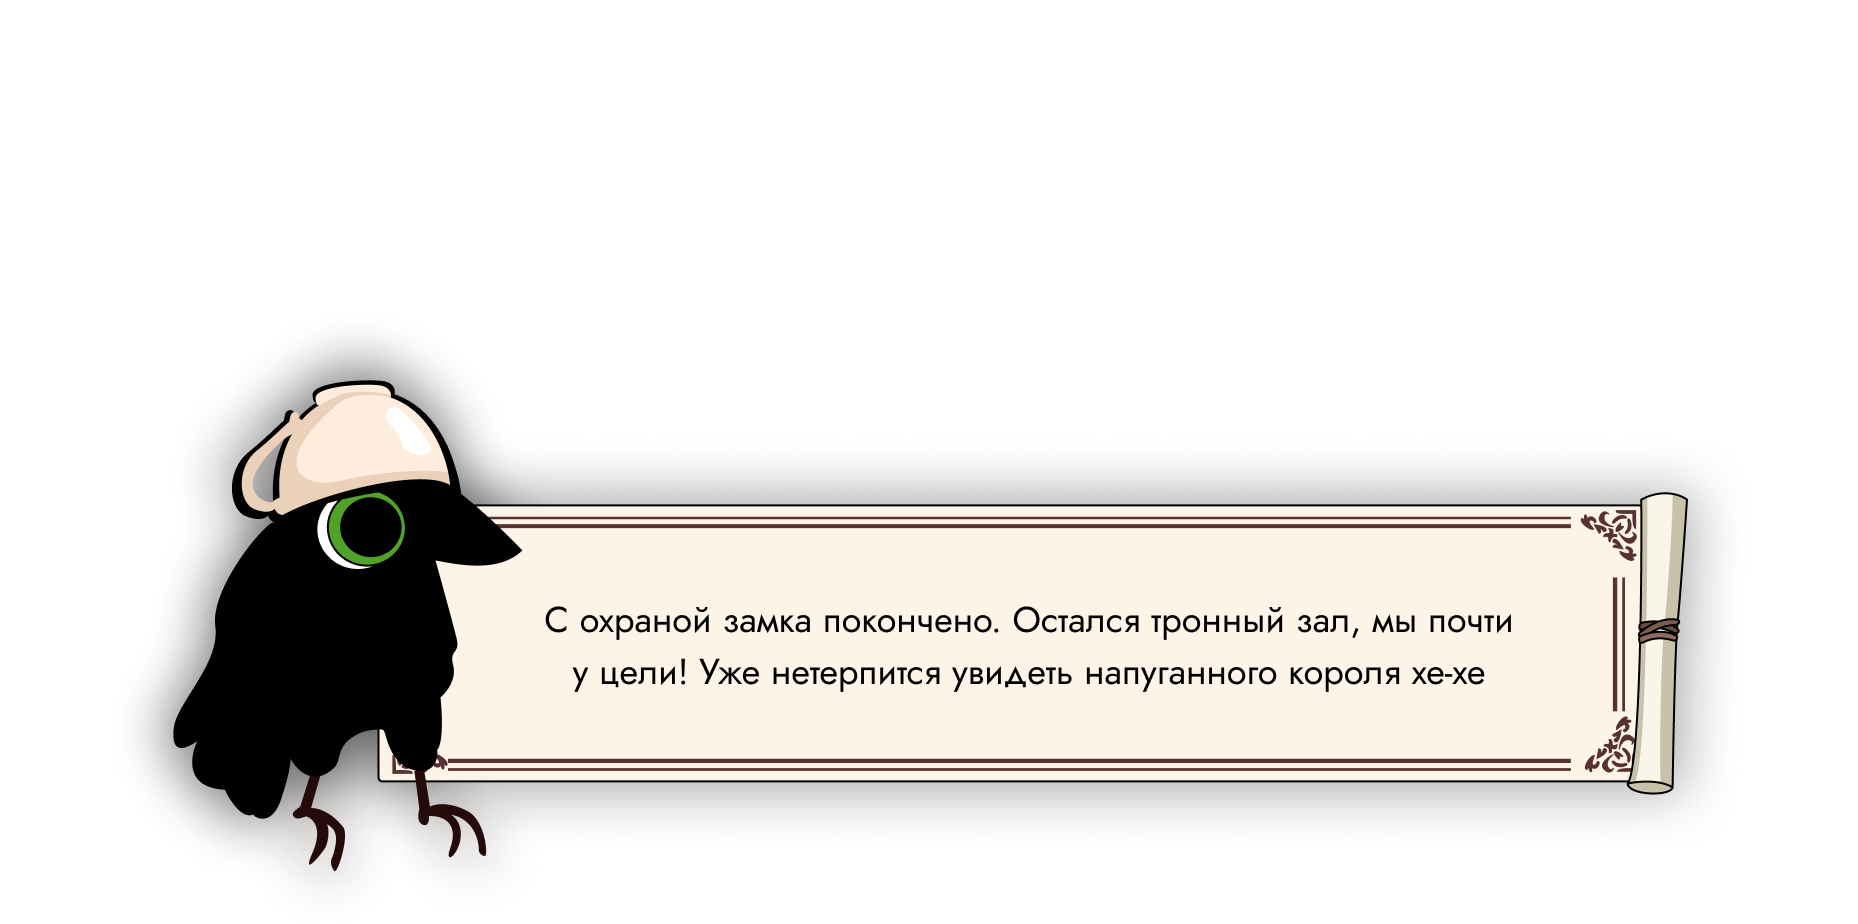 С охраной замка покончено. Остался тронный зал, мы почти
у цели! Уже нетерпится увидеть напуганного короля хе-хе